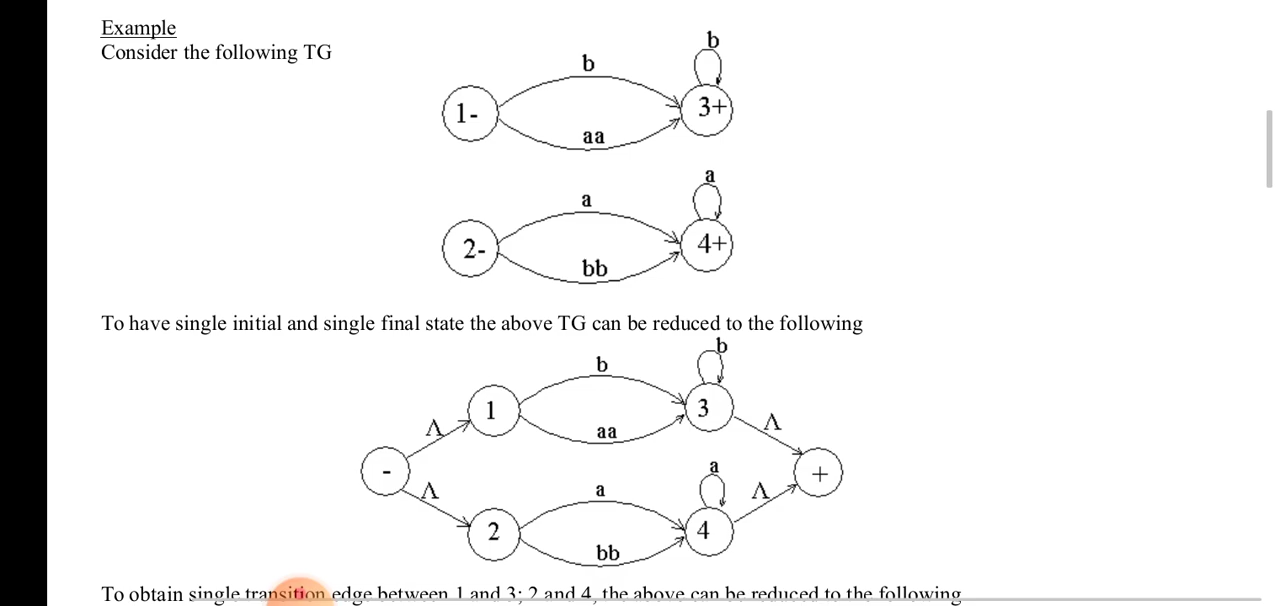 Example
Consider the following TG
b
b
1-
3+
aa
a
a
2-
4+
bb
To have single initial and single final state the above TG can be reduced to the following
b
b
1
3
Λ
aa
Λ
-
+
Λ
a
a
Λ
2
4
bb
To obtain single transition edge between 1 and 3; 2 and 4, the above can be reduced to the following